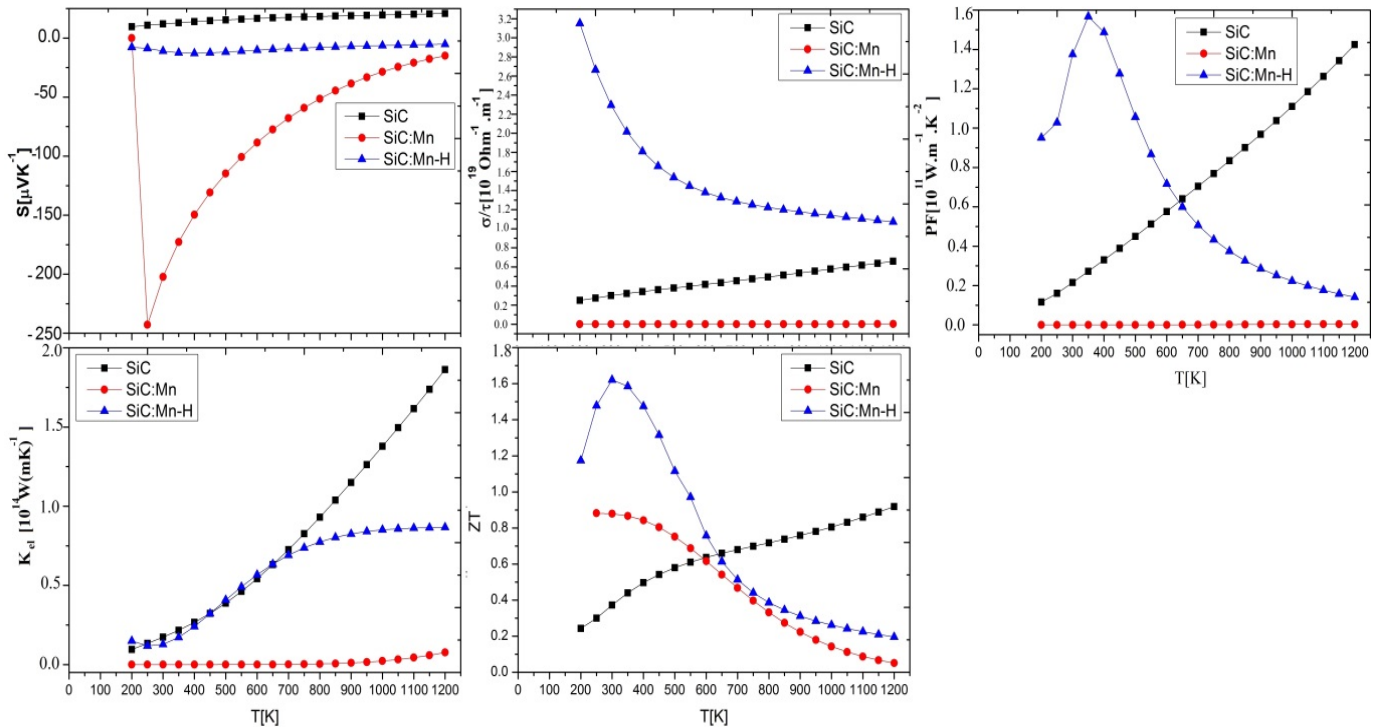 0.0
-50
-100
-150
-200
-250
S[μVK⁻¹]
SiC
SiC:Mn
SiC:Mn-H
3.2
3.0
2.8
2.6
2.4
2.2
2.0
1.8
1.6
1.4
1.2
1.0
0.8
0.6
0.4
0.2
0.0
σ/τ[10¹⁹ Ohm⁻¹.m⁻¹]
SiC
SiC:Mn
SiC:Mn-H
1.6
1.4
1.2
1.0
0.8
0.6
0.4
0.2
0.0
PF[10¹¹ W.m⁻¹.K⁻²]
SiC
SiC:Mn
SiC:Mn-H
0 100 200 300 400 500 600 700 800 900 1000 1100 1200
T[K]
2.0
1.5
1.0
0.5
0.0
K_el [10¹⁴W(mK)⁻¹
SiC
SiC:Mn
SiC:Mn-H
0 100 200 300 400 500 600 700 800 900 1000 1100 1200
T[K]
1.8
1.6
1.4
1.2
1.0
0.8
0.6
0.4
0.2
0.0
ZT
SiC
SiC:Mn
SiC:Mn-H
0 100 200 300 400 500 600 700 800 900 1000 1100 1200
T[K]